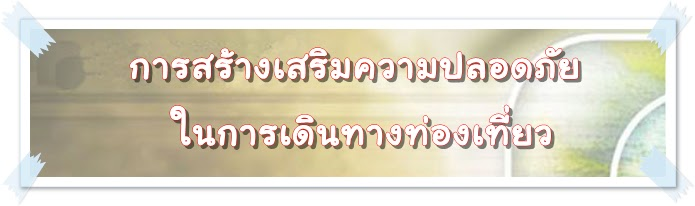 การสร้างเสริมความปลอดภัย
ในการเดินทางท่องเที่ยว